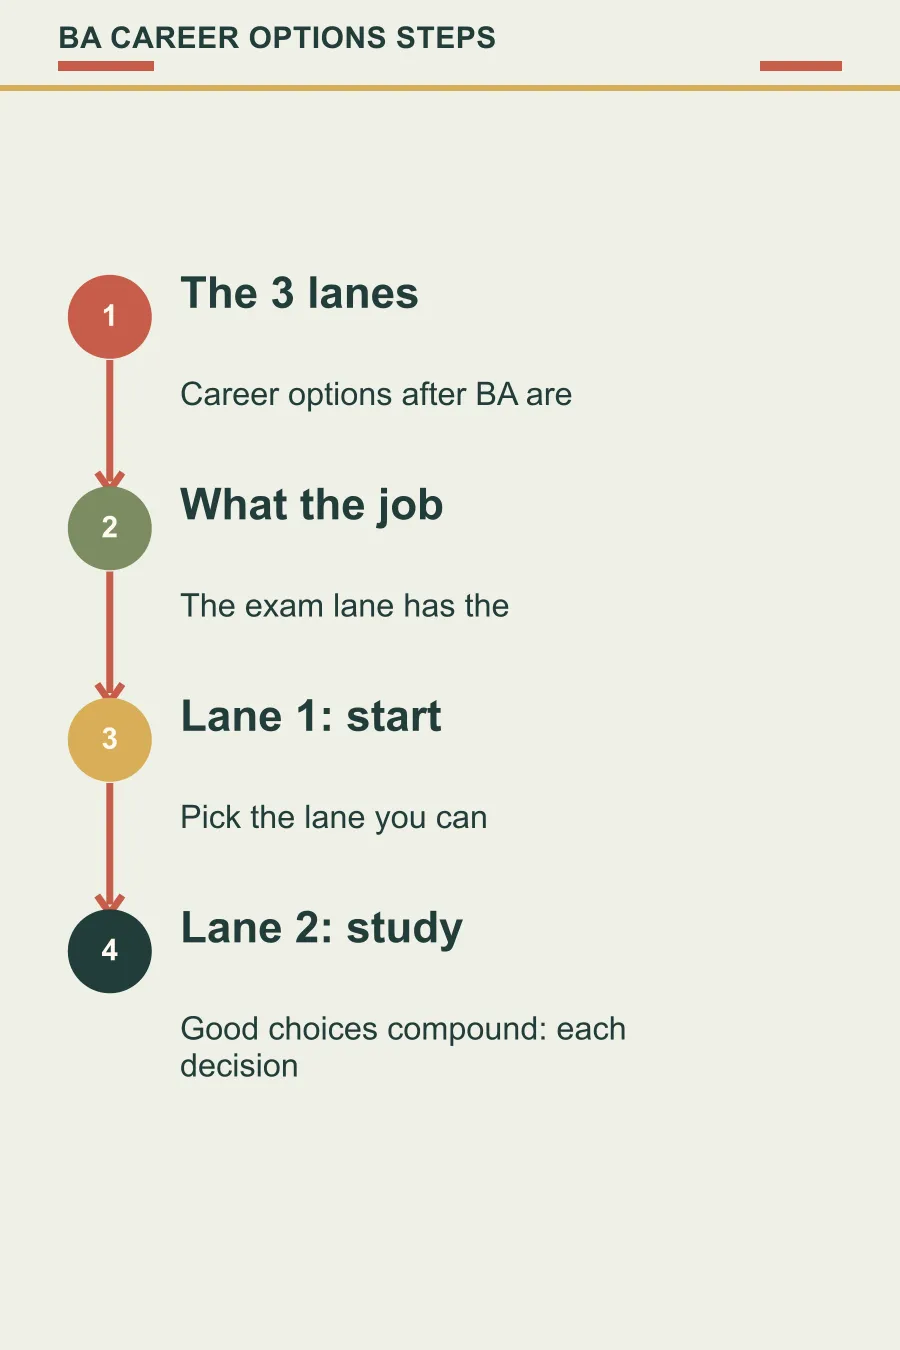 BA CAREER OPTIONS STEPS
1
The 3 lanes
Career options after BA are
2
What the job
The exam lane has the
3
Lane 1: start
Pick the lane you can
4
Lane 2: study
Good choices compound: each
decision